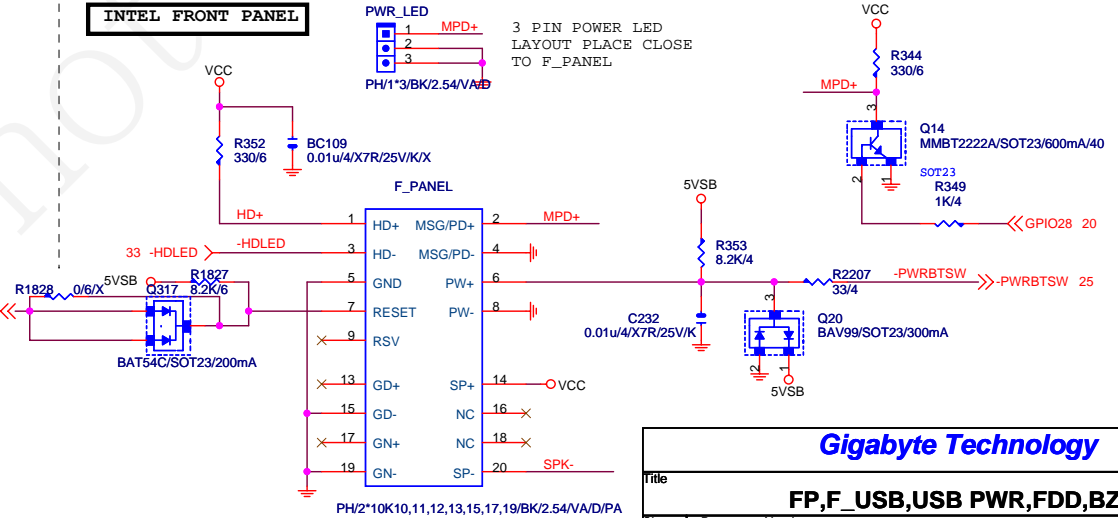 INTEL FRONT PANEL
PWR_LED
1
2
3
MPD+
3 PIN POWER LED
LAYOUT PLACE CLOSE
TO F_PANEL
PH/1*3/BK/2.54/VA/D
VCC
R352
330/6
BC109
0.01u/4/X7R/25V/K/X
VCC
R344
330/6
MPD+
3
Q14
MMBT2222A/SOT23/600mA/40
SOT23
2
1
R349
1K/4
GPIO28 20
F_PANEL
HD+
1 HD+ MSG/PD+ 2 MPD+
33 -HDLED -HDLED 3 HD- MSG/PD- 4
5 GND PW+ 6
7 RESET PW- 8
9 RSV
13 GD+ SP+ 14 VCC
15 GD- NC 16
17 GN+ NC 18
19 GN- SP- 20 SPK-
PH/2*10K10,11,12,13,15,17,19/BK/2.54/VA/D/PA
R1828 0/6/X
5VSB
R1827
8.2K/6
Q317
BAT54C/SOT23/200mA
5VSB
R353
8.2K/4
C232
0.01u/4/X7R/25V/K
R2207
33/4
-PWRBTSW
-PWRBTSW 25
3
Q20
BAV99/SOT23/300mA
2
1
5VSB
Gigabyte Technology
Title
FP,F_USB,USB PWR,FDD,BZ